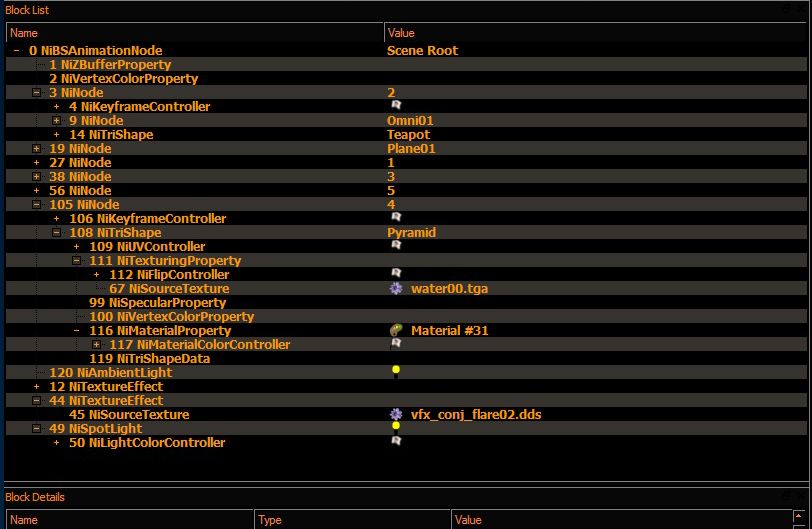 Block List
Name Value
0 NiBSAnimationNode Scene Root
1 NiZBufferProperty
2 NiVertexColorProperty
3 NiNode 2
4 NiKeyframeController
9 NiNode Omni01
14 NiTriShape Teapot
19 NiNode Plane01
27 NiNode 1
38 NiNode 3
56 NiNode 5
105 NiNode 4
106 NiKeyframeController
108 NiTriShape Pyramid
109 NiUVController
111 NiTexturingProperty
112 NiFlipController
67 NiSourceTexture water00.tga
99 NiSpecularProperty
100 NiVertexColorProperty
116 NiMaterialProperty Material #31
117 NiMaterialColorController
119 NiTriShapeData
120 NiAmbientLight
12 NiTextureEffect
44 NiTextureEffect
45 NiSourceTexture vfx_conj_flare02.dds
49 NiSpotLight
50 NiLightColorController
Block Details
Name Type Value